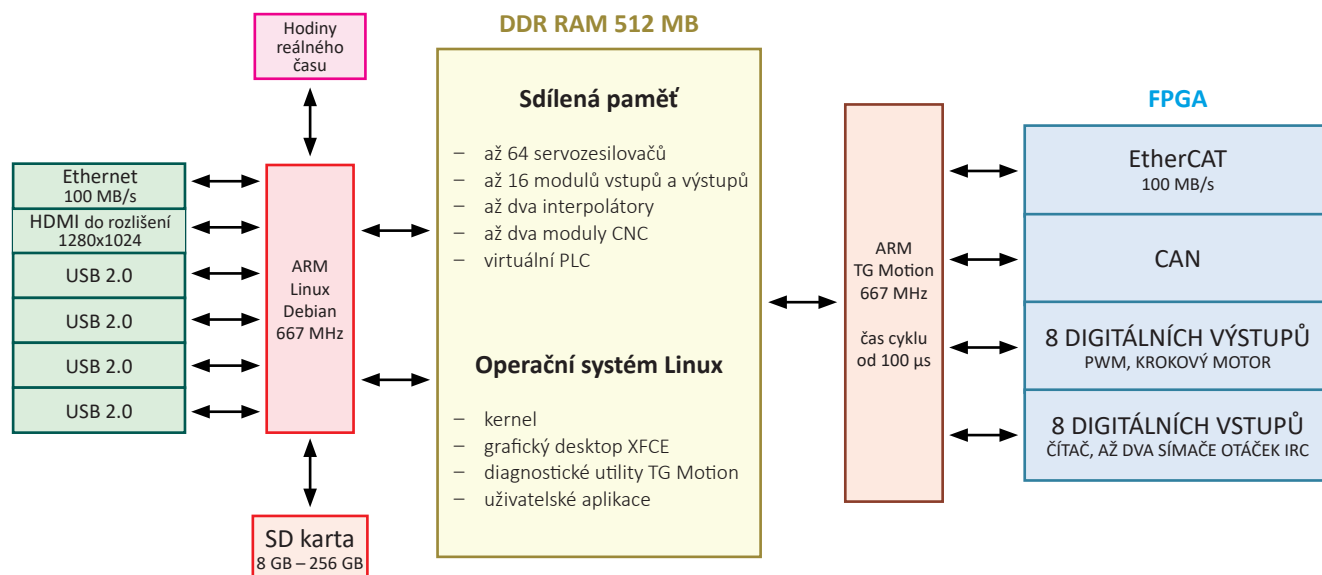 Hodiny
reálného
času
Ethernet
100 MB/s
HDMI do rozlišení
1280x1024
USB 2.0
USB 2.0
USB 2.0
USB 2.0
ARM
Linux
Debian
667 MHz
SD karta
8 GB – 256 GB
DDR RAM 512 MB
Sdílená paměť
– až 64 servozesilovačů
– až 16 modulů vstupů a výstupů
– až dva interpolátory
– až dva moduly CNC
– virtuální PLC
Operační systém Linux
– kernel
– grafický desktop XFCE
– diagnostické utility TG Motion
– uživatelské aplikace
ARM
TG Motion
667 MHz
čas cyklu
od 100 µs
FPGA
EtherCAT
100 MB/s
CAN
8 DIGITÁLNÍCH VÝSTUPŮ
PWM, KROKOVÝ MOTOR
8 DIGITÁLNÍCH VSTUPŮ
ČÍTAČ, AŽ DVA SÍMAČE OTÁČEK IRC